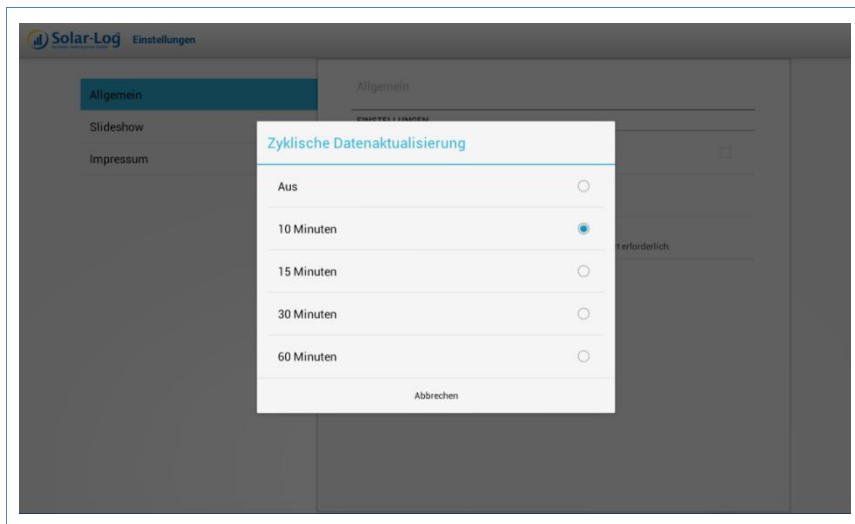 Solar-Log Einstellungen
Allgemein
Slideshow
Impressum
Allgemein
EINSTELLUNGEN
Zyklische Datenaktualisierung
Aus
10 Minuten
15 Minuten
30 Minuten
60 Minuten
Abbrechen
erforderlich.